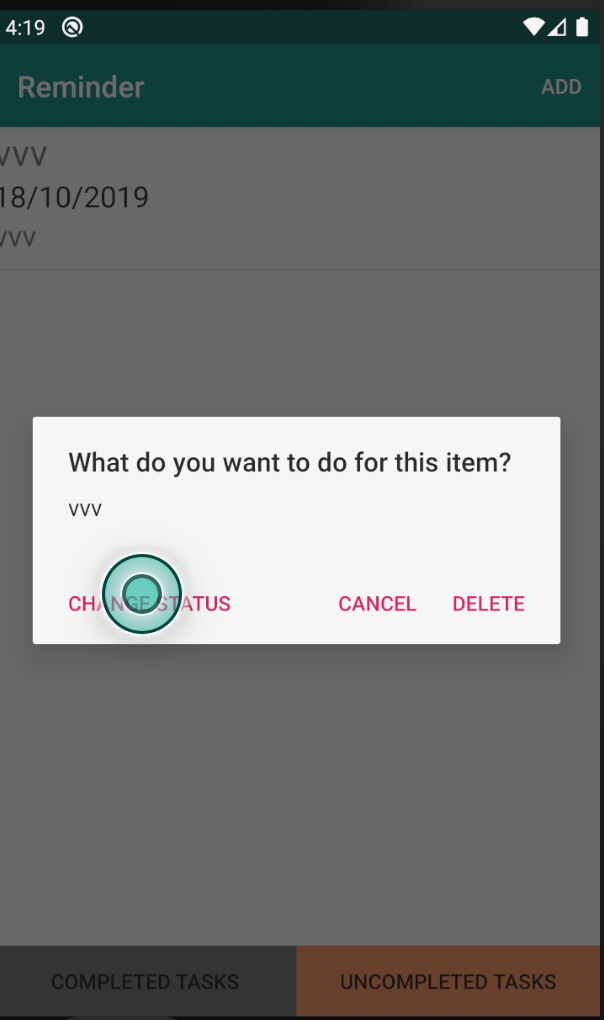 4:19
Reminder
ADD
vvv
18/10/2019
vvv
What do you want to do for this item?
vvv
CHANGE STATUS
CANCEL
DELETE
COMPLETED TASKS
UNCOMPLETED TASKS